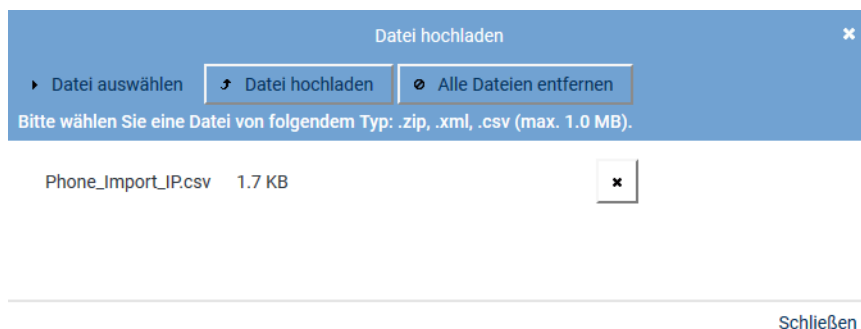 Datei hochladen
Datei auswählen Datei hochladen Alle Dateien entfernen
Bitte wählen Sie eine Datei von folgendem Typ: .zip, .xml, .csv (max. 1.0 MB).
Phone_Import_IP.csv 1.7 KB
Schließen